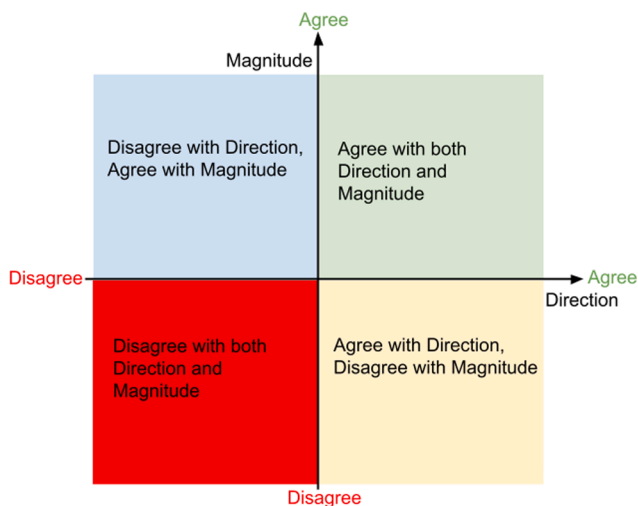 Agree
Magnitude
Disagree with Direction,
Agree with Magnitude
Agree with both
Direction and
Magnitude
Disagree
Agree
Direction
Disagree with both
Direction and
Magnitude
Agree with Direction,
Disagree with Magnitude
Disagree